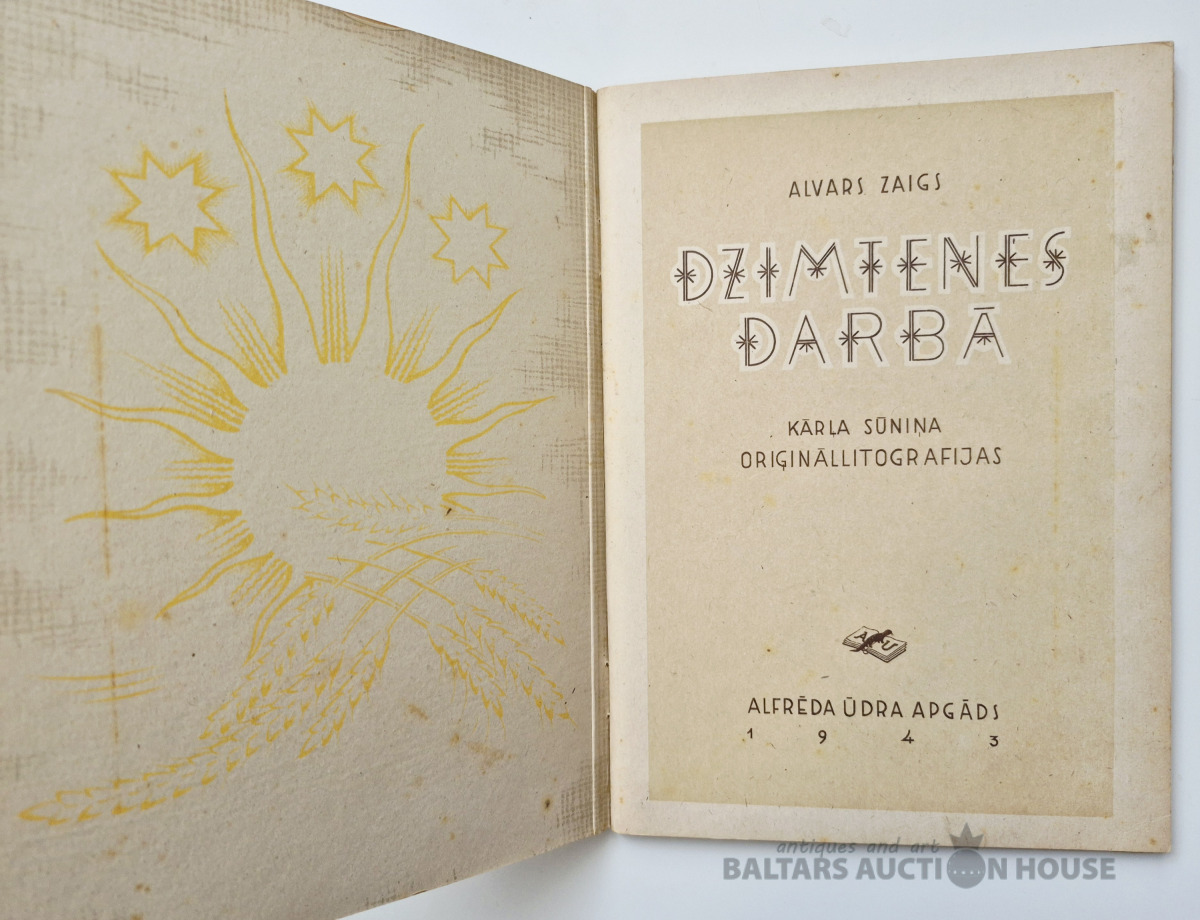 ALVARS ZAIGS
DZIMTENES
DARBĀ
KĀRĻA SŪNIŅA
ORIĢINĀLLITOGRAFIJAS
A U
ALFRĒDA ŪDRA APGĀDS
1 9 4 3
antiques and art
BALTARS AUCTION HOUSE